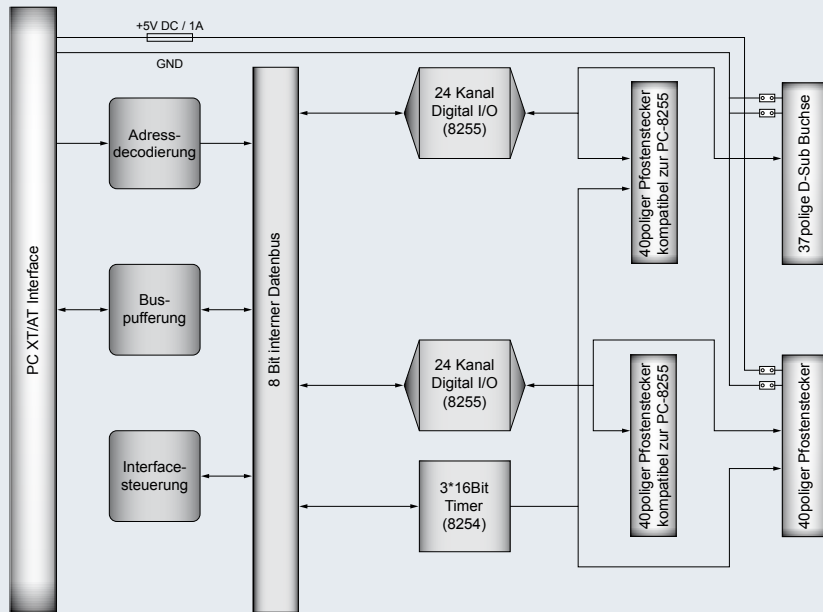 +5V DC / 1A
GND
PC XT/AT Interface
Adress-
decodierung
Bus-
pufferung
Interface-
steuerung
8 Bit interner Datenbus
24 Kanal
Digital I/O
(8255)
24 Kanal
Digital I/O
(8255)
3*16Bit
Timer
(8254)
40poliger Pfostenstecker
kompatibel zur PC-8255
40poliger Pfostenstecker
kompatibel zur PC-8255
37polige D-Sub Buchse
40poliger Pfostenstecker